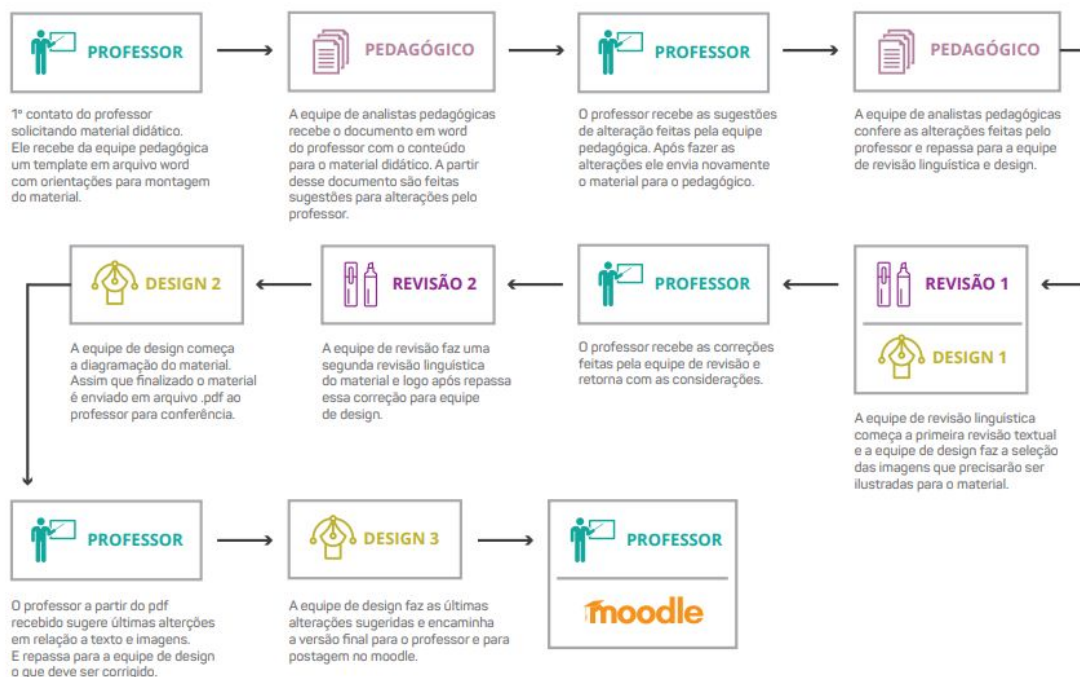 PROFESSOR
1º contato do professor
solicitando material didático.
Ele recebe da equipe pedagógica
um template em arquivo word
com orientações para montagem
do material.
PEDAGÓGICO
A equipe de analistas pedagógicas
recebe o documento em word
do professor com o conteúdo
para o material didático. A partir
desse documento são feitas
sugestões para alterações pelo
professor.
PROFESSOR
O professor recebe as sugestões
de alteração feitas pela equipe
pedagógica. Após fazer as
alterações ele envia novamente
o material para o pedagógico.
PEDAGÓGICO
A equipe de analistas pedagógicas
confere as alterações feitas pelo
professor e repassa para a equipe
de revisão linguística e design.
REVISÃO 1
DESIGN 1
A equipe de revisão linguística
começa a primeira revisão textual
e a equipe de design faz a seleção
das imagens que precisarão ser
ilustradas para o material.
PROFESSOR
O professor recebe as correções
feitas pela equipe de revisão e
retorna com as considerações.
REVISÃO 2
A equipe de revisão faz uma
segunda revisão linguística
do material e logo após repassa
essa correção para equipe
de design.
DESIGN 2
A equipe de design começa
a diagramação do material.
Assim que finalizado o material
é enviado em arquivo .pdf ao
professor para conferência.
PROFESSOR
O professor a partir do pdf
recebido sugere últimas alterções
em relação a texto e imagens.
E repassa para a equipe de design
o que deve ser corrigido.
DESIGN 3
A equipe de design faz as últimas
alterações sugeridas e encaminha
a versão final para o professor e para
postagem no moodle.
PROFESSOR
moodle